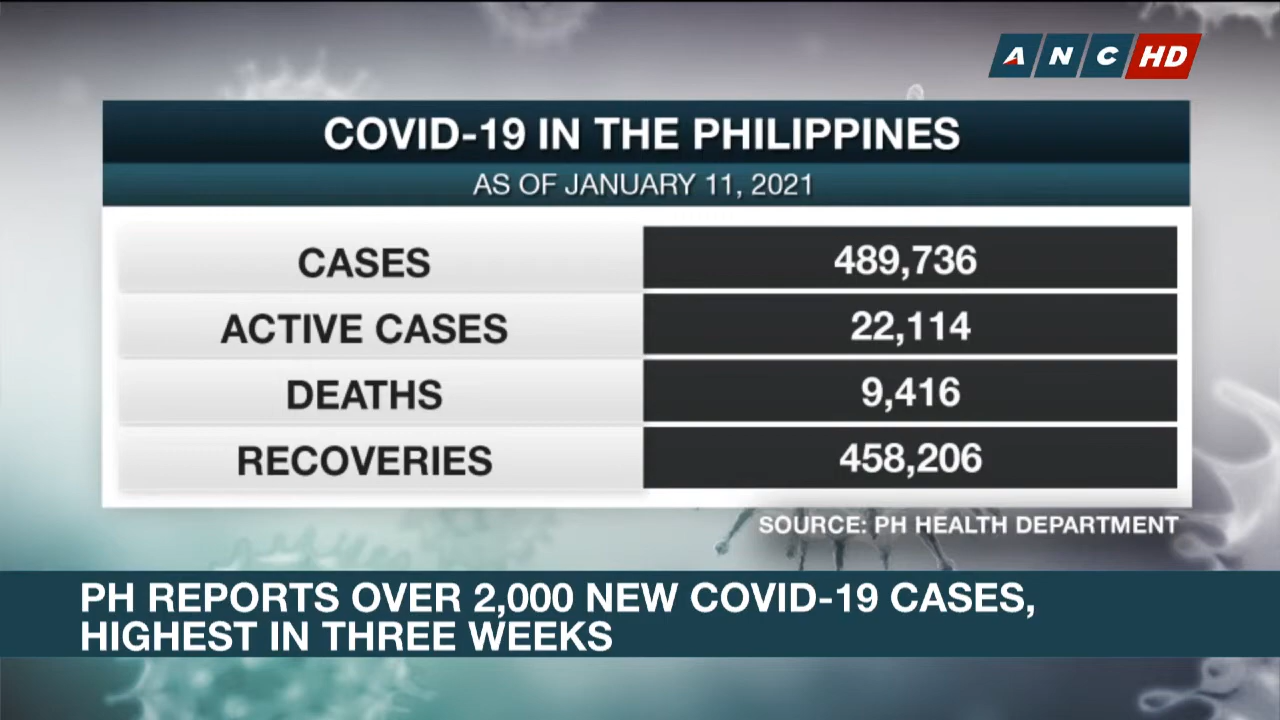 ANC HD
COVID-19 IN THE PHILIPPINES
AS OF JANUARY 11, 2021
CASES 489,736
ACTIVE CASES 22,114
DEATHS 9,416
RECOVERIES 458,206
SOURCE: PH HEALTH DEPARTMENT
PH REPORTS OVER 2,000 NEW COVID-19 CASES,
HIGHEST IN THREE WEEKS